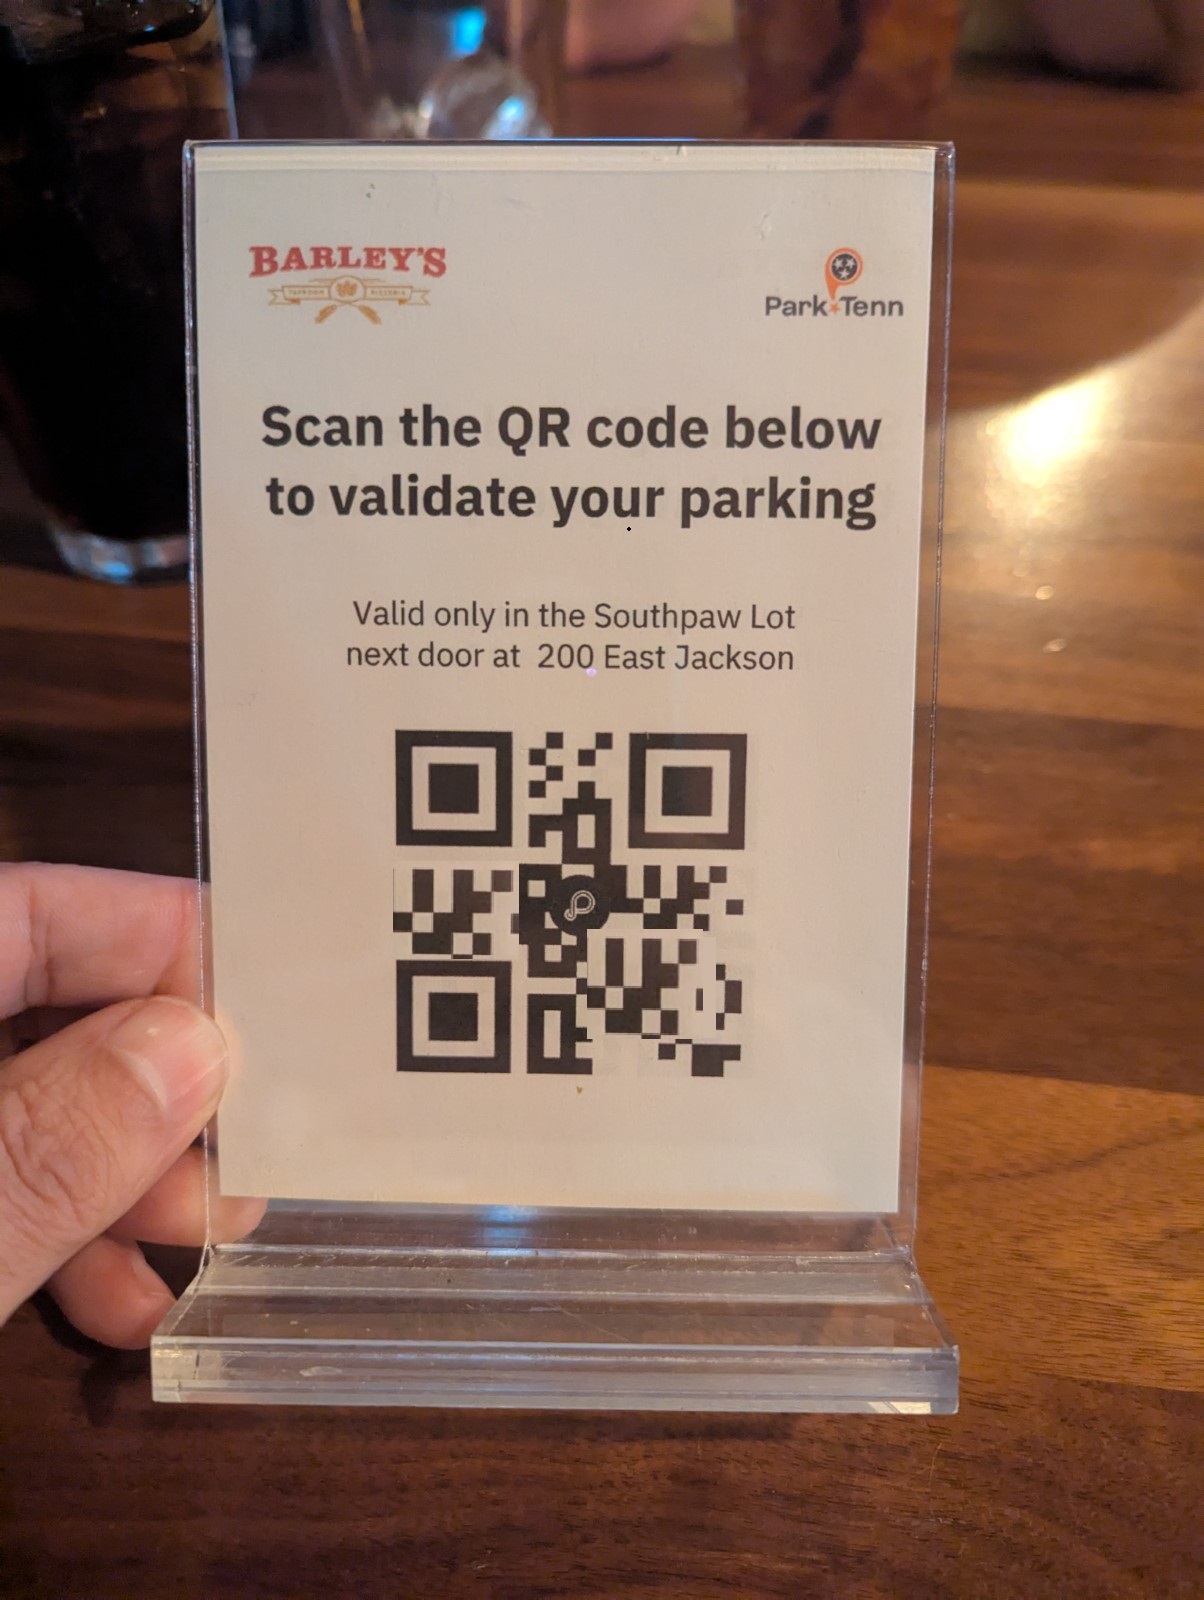 BARLEY'S
TAPROOM PIZZERIA
Park Tenn
Scan the QR code below
to validate your parking
Valid only in the Southpaw Lot
next door at 200 East Jackson